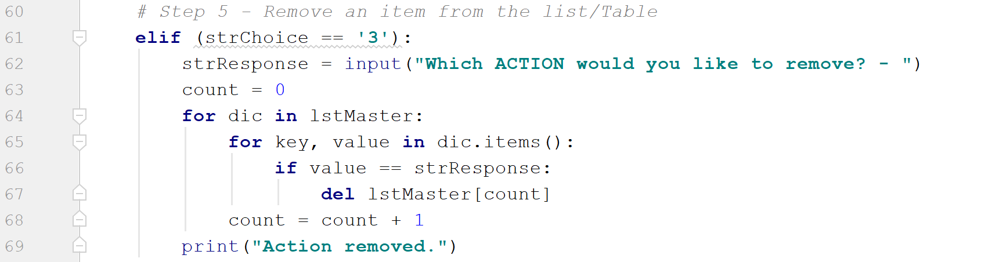 60 # Step 5 - Remove an item from the list/Table
61 elif (strChoice == '3'):
62 strResponse = input("Which ACTION would you like to remove? - ")
63 count = 0
64 for dic in lstMaster:
65 for key, value in dic.items():
66 if value == strResponse:
67 del lstMaster[count]
68 count = count + 1
69 print("Action removed.")